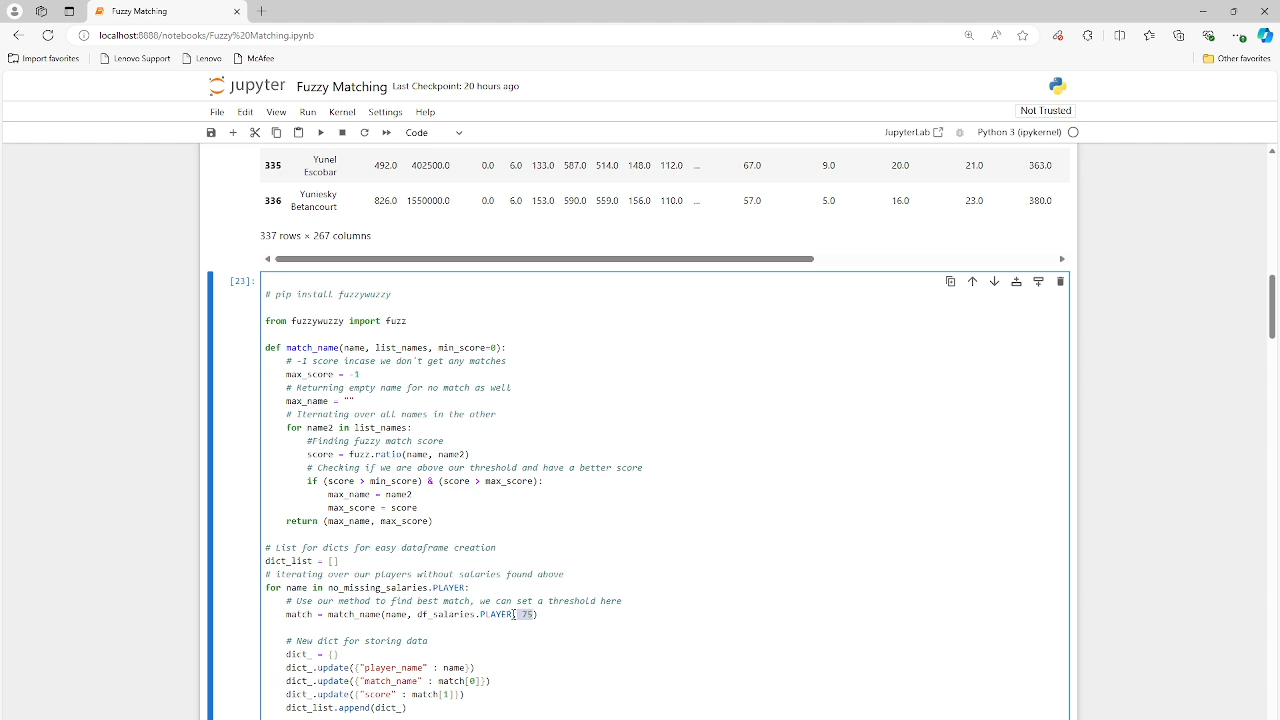 Fuzzy Matching
localhost:8888/notebooks/Fuzzy%20Matching.ipynb
Import favorites Lenovo Support Lenovo McAfee Other favorites
jupyter Fuzzy Matching Last Checkpoint: 20 hours ago
File Edit View Run Kernel Settings Help Not Trusted
Code JupyterLab Python 3 (ipykernel)
335 Yunel Escobar 492.0 402500.0 0.0 6.0 133.0 587.0 514.0 148.0 112.0 ... 67.0 9.0 20.0 21.0 363.0
336 Yuniesky Betancourt 826.0 1550000.0 0.0 6.0 153.0 590.0 559.0 156.0 110.0 ... 57.0 5.0 16.0 23.0 380.0
337 rows × 267 columns
[23]:
# pip install fuzzywuzzy
from fuzzywuzzy import fuzz
def match_name(name, list_names, min_score=0):
# -1 score incase we don't get any matches
max_score = -1
# Returning empty name for no match as well
max_name = ""
# Iternating over all names in the other
for name2 in list_names:
#Finding fuzzy match score
score = fuzz.ratio(name, name2)
# Checking if we are above our threshold and have a better score
if (score > min_score) & (score > max_score):
max_name = name2
max_score = score
return (max_name, max_score)
# List for dicts for easy dataframe creation
dict_list = []
# iterating over our players without salaries found above
for name in no_missing_salaries.PLAYER:
# Use our method to find best match, we can set a threshold here
match = match_name(name, df_salaries.PLAYER, 75)
# New dict for storing data
dict_ = {}
dict_.update({"player_name" : name})
dict_.update({"match_name" : match[0]})
dict_.update({"score" : match[1]})
dict_list.append(dict_)